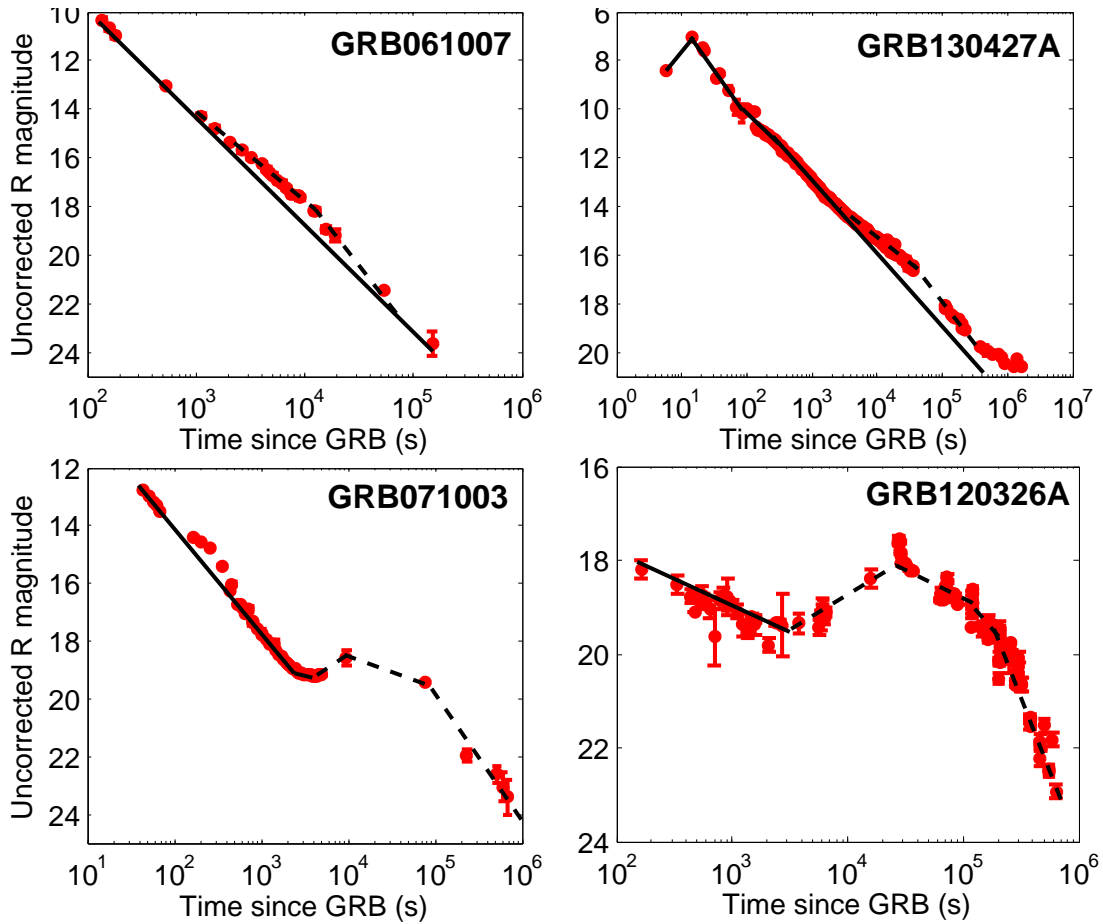 GRB061007
Uncorrected R magnitude
10
12
14
16
18
20
22
24
10^2 10^3 10^4 10^5 10^6
Time since GRB (s)
GRB130427A
6
8
10
12
14
16
18
20
10^0 10^1 10^2 10^3 10^4 10^5 10^6 10^7
Time since GRB (s)
GRB071003
Uncorrected R magnitude
12
14
16
18
20
22
24
10^1 10^2 10^3 10^4 10^5 10^6
Time since GRB (s)
GRB120326A
16
18
20
22
24
10^2 10^3 10^4 10^5 10^6
Time since GRB (s)